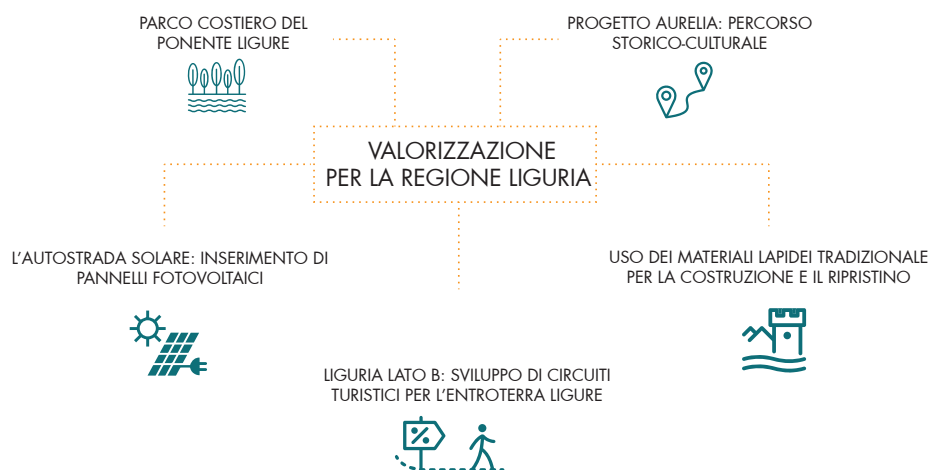 PARCO COSTIERO DEL
PONENTE LIGURE
PROGETTO AURELIA: PERCORSO
STORICO-CULTURALE
VALORIZZAZIONE
PER LA REGIONE LIGURIA
L'AUTOSTRADA SOLARE: INSERIMENTO DI
PANNELLI FOTOVOLTAICI
USO DEI MATERIALI LAPIDEI TRADIZIONALE
PER LA COSTRUZIONE E IL RIPRISTINO
LIGURIA LATO B: SVILUPPO DI CIRCUITI
TURISTICI PER L'ENTROTERRA LIGURE
%